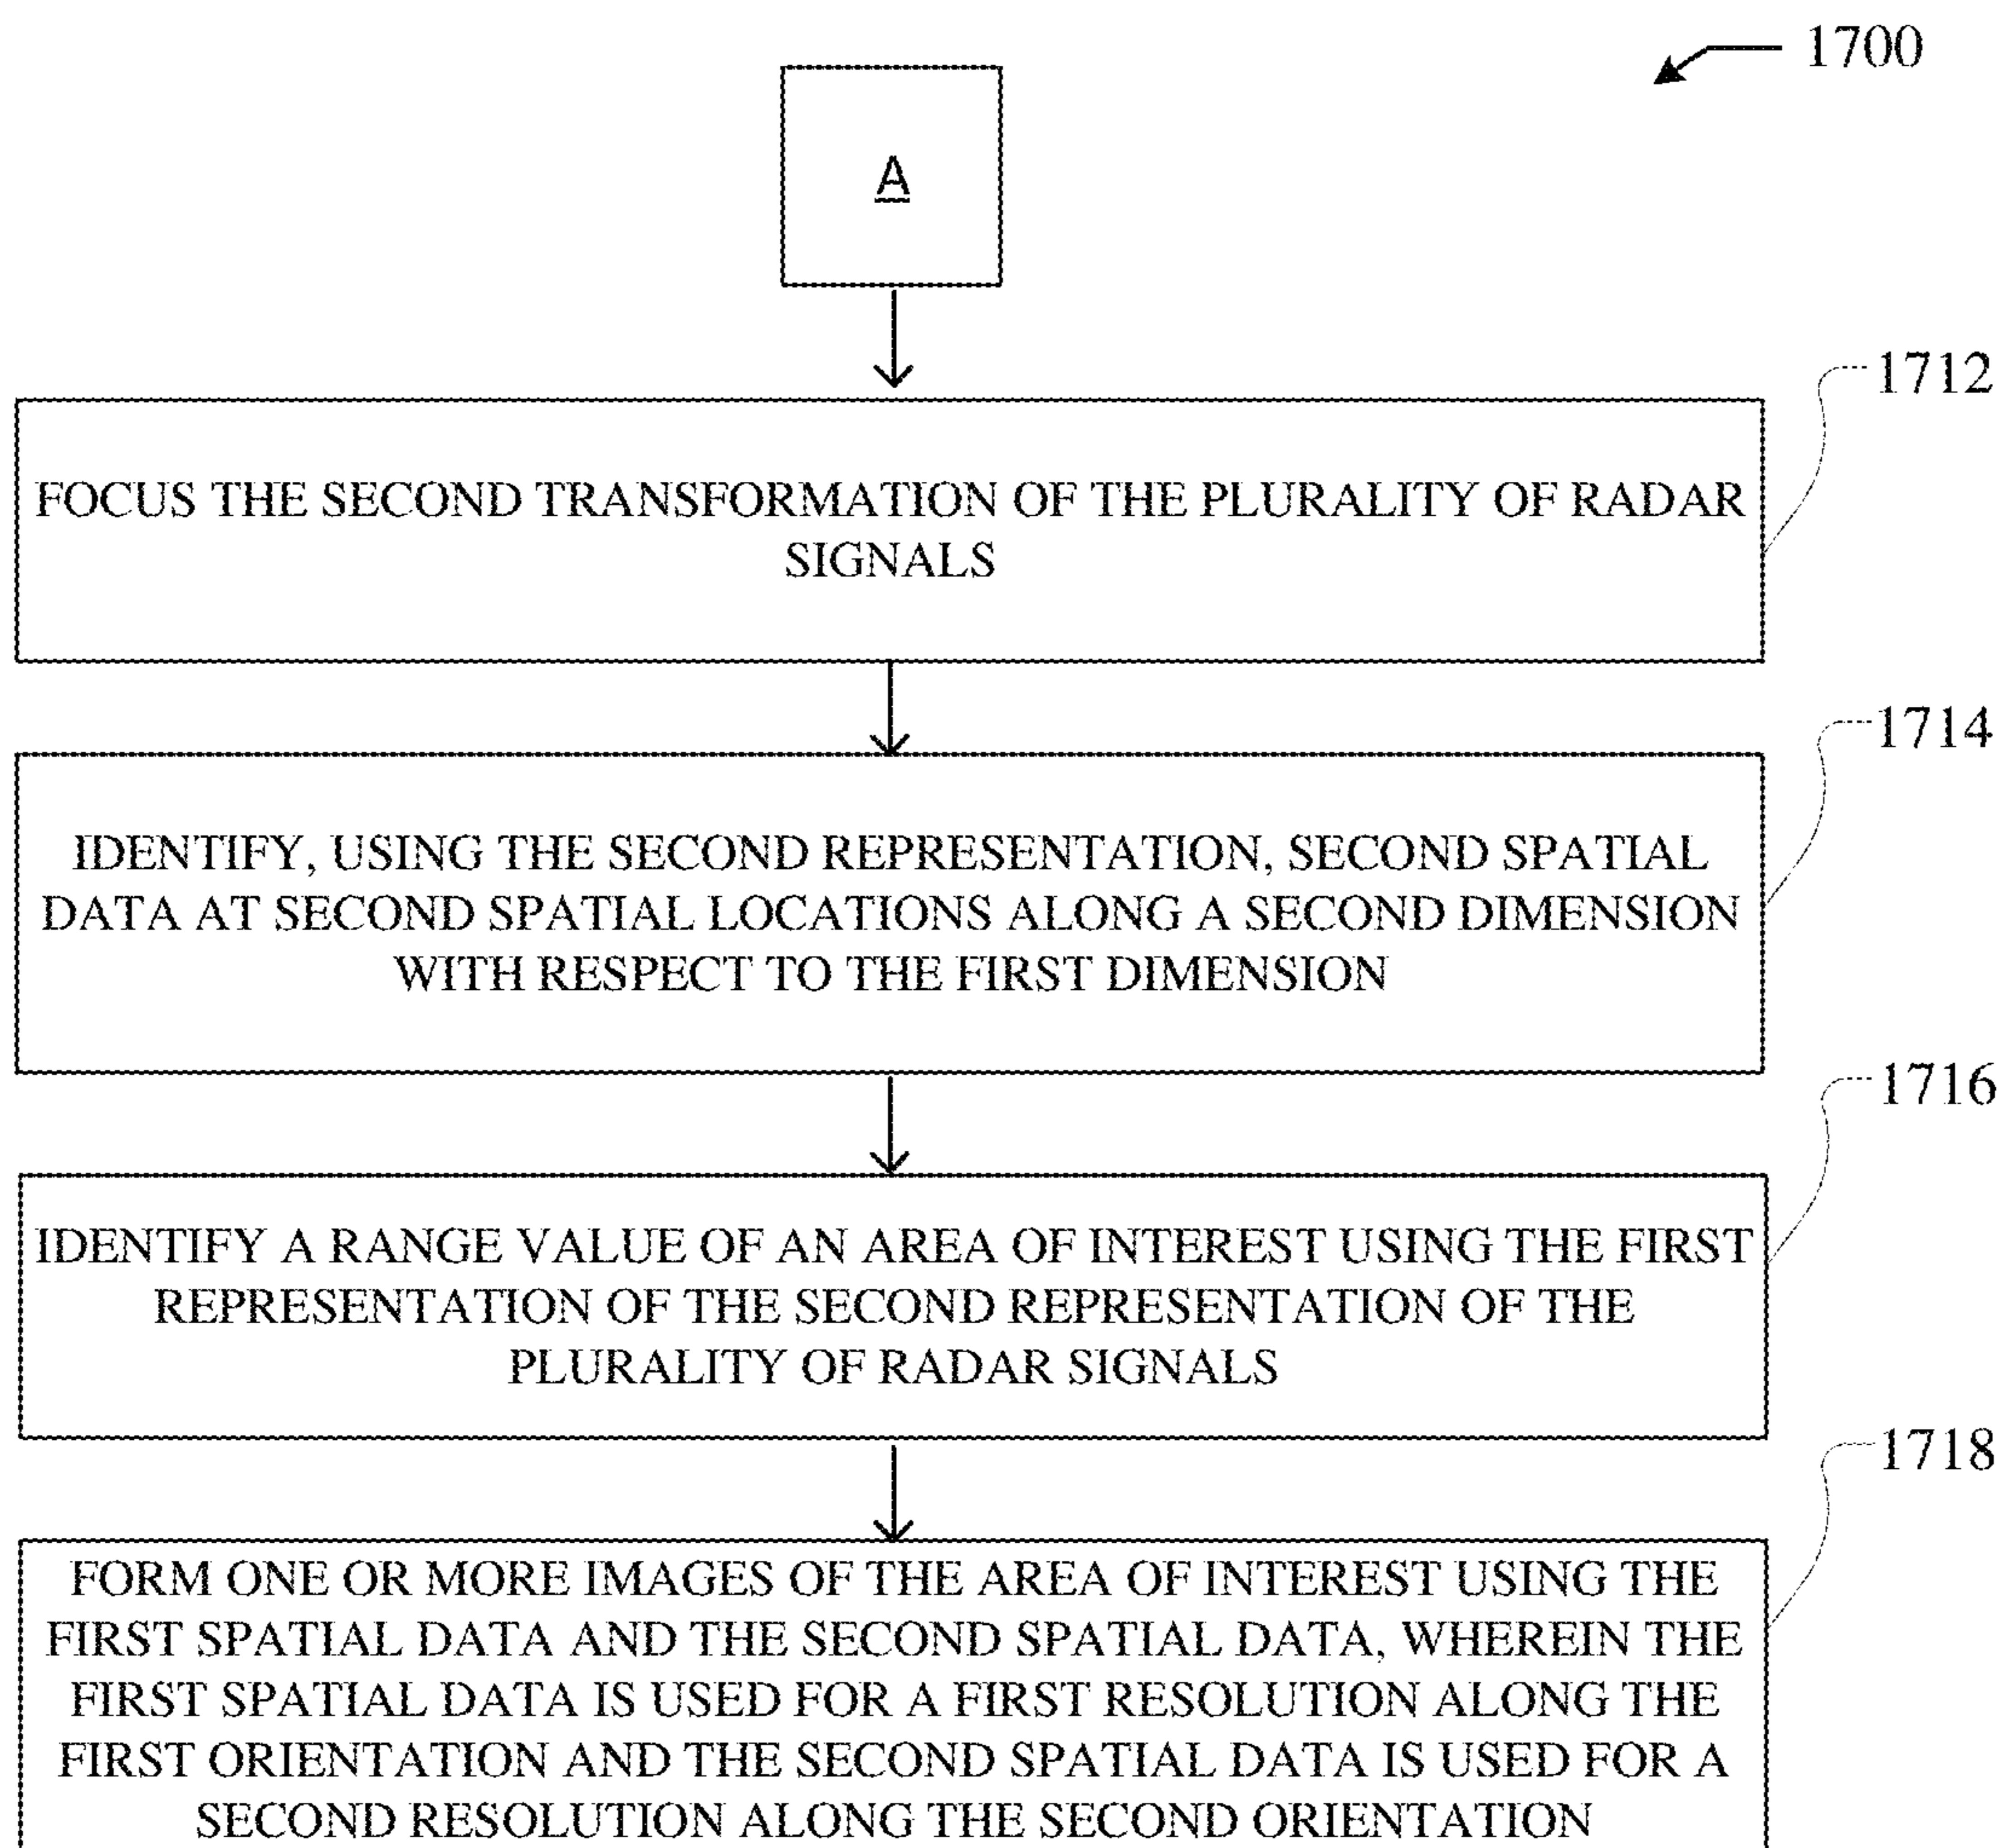 1700
A
1712
FOCUS THE SECOND TRANSFORMATION OF THE PLURALITY OF RADAR
SIGNALS
1714
IDENTIFY, USING THE SECOND REPRESENTATION, SECOND SPATIAL
DATA AT SECOND SPATIAL LOCATIONS ALONG A SECOND DIMENSION
WITH RESPECT TO THE FIRST DIMENSION
1716
IDENTIFY A RANGE VALUE OF AN AREA OF INTEREST USING THE FIRST
REPRESENTATION OF THE SECOND REPRESENTATION OF THE
PLURALITY OF RADAR SIGNALS
1718
FORM ONE OR MORE IMAGES OF THE AREA OF INTEREST USING THE
FIRST SPATIAL DATA AND THE SECOND SPATIAL DATA, WHEREIN THE
FIRST SPATIAL DATA IS USED FOR A FIRST RESOLUTION ALONG THE
FIRST ORIENTATION AND THE SECOND SPATIAL DATA IS USED FOR A
SECOND RESOLUTION ALONG THE SECOND ORIENTATION